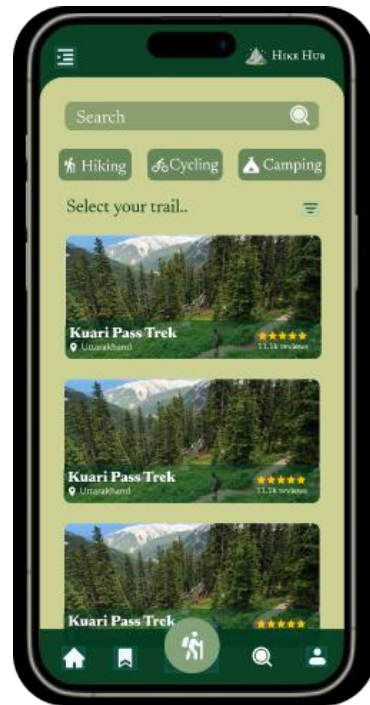 Hike Hub
Search
Hiking
Cycling
Camping
Select your trail..
Kuari Pass Trek
Uttarakhand
11.1k reviews
Kuari Pass Trek
Uttarakhand
11.1k reviews
Kuari Pass Trek